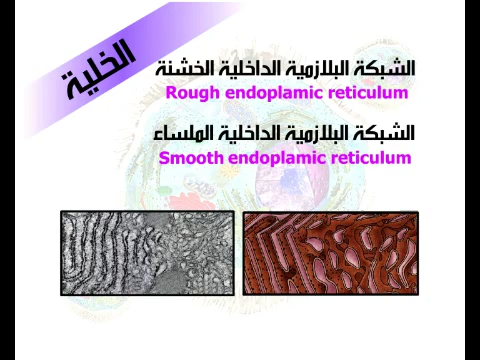 الخلية
الشبكة البلازمية الداخلية الخشنة
Rough endoplamic reticulum
الشبكة البلازمية الداخلية الملساء
Smooth endoplamic reticulum